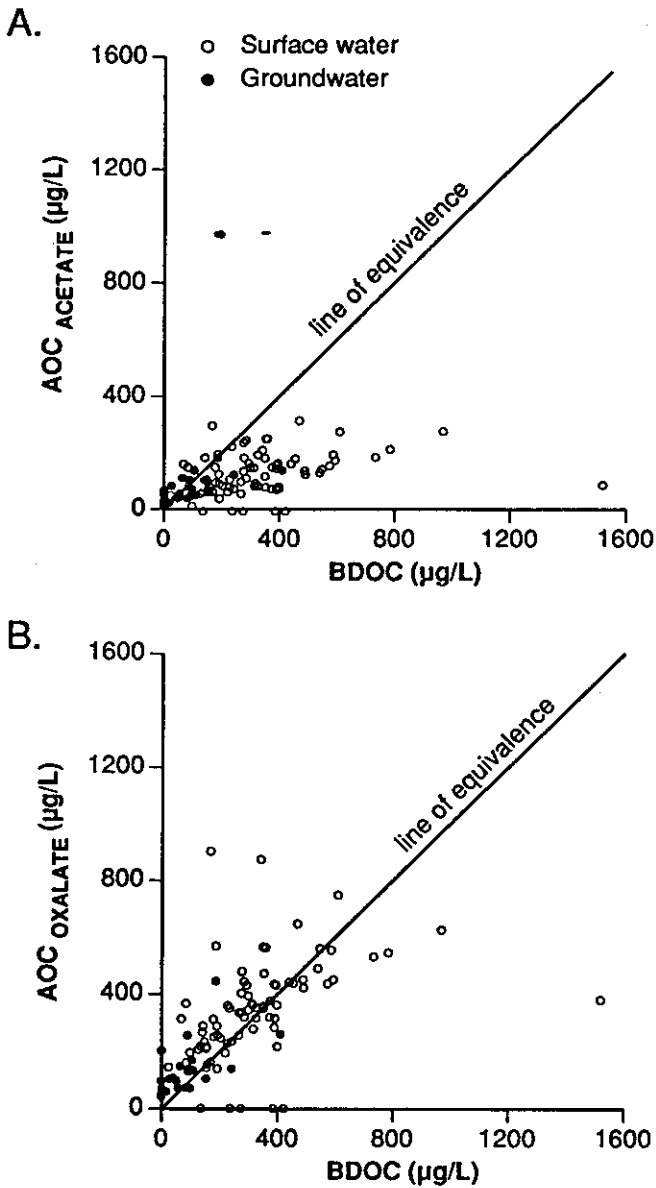 A.
Surface water
Groundwater
1600
1200
800
400
0
AOC ACETATE (µg/L)
line of equivalence
0 400 800 1200 1600
BDOC (µg/L)
B.
1600
1200
800
400
0
AOC OXALATE (µg/L)
line of equivalence
0 400 800 1200 1600
BDOC (µg/L)